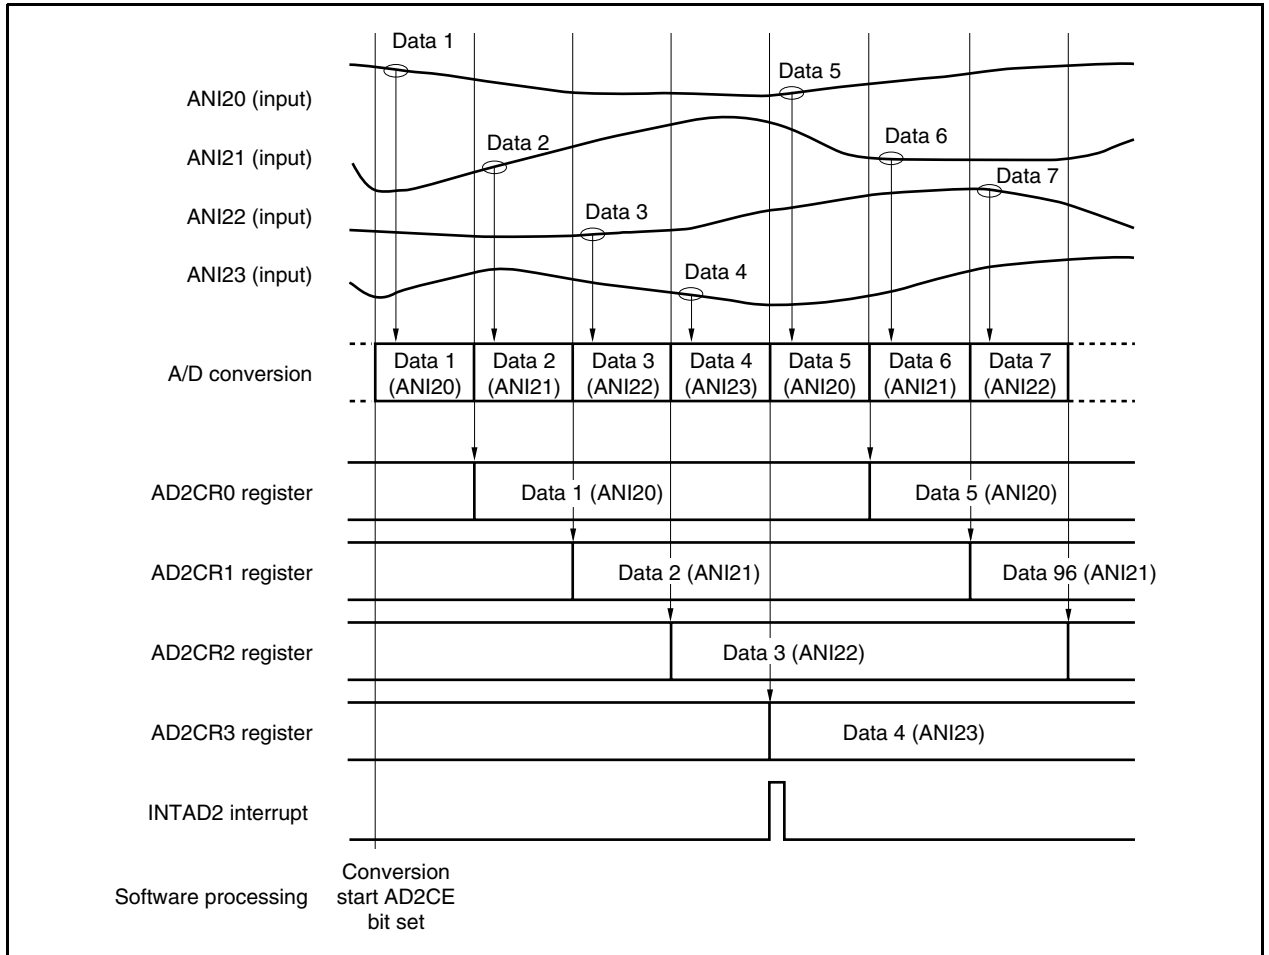 Data 1
Data 5
ANI20 (input)
Data 6
Data 2
ANI21 (input)
Data 7
Data 3
ANI22 (input)
Data 4
ANI23 (input)
A/D conversion
Data 1 (ANI20)
Data 2 (ANI21)
Data 3 (ANI22)
Data 4 (ANI23)
Data 5 (ANI20)
Data 6 (ANI21)
Data 7 (ANI22)
AD2CR0 register
Data 1 (ANI20)
Data 5 (ANI20)
AD2CR1 register
Data 2 (ANI21)
Data 96 (ANI21)
AD2CR2 register
Data 3 (ANI22)
AD2CR3 register
Data 4 (ANI23)
INTAD2 interrupt
Software processing
Conversion
start AD2CE
bit set